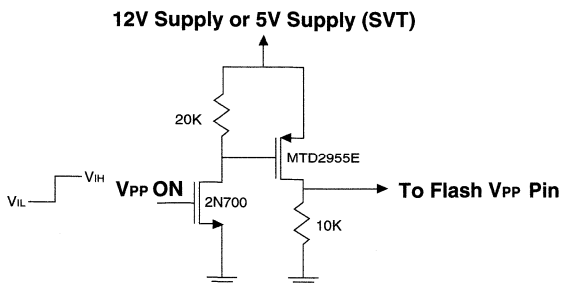 12V Supply or 5V Supply (SVT)
20K
MTD2955E
VIH
VPP ON
VIL
2N700
To Flash VPP Pin
10K